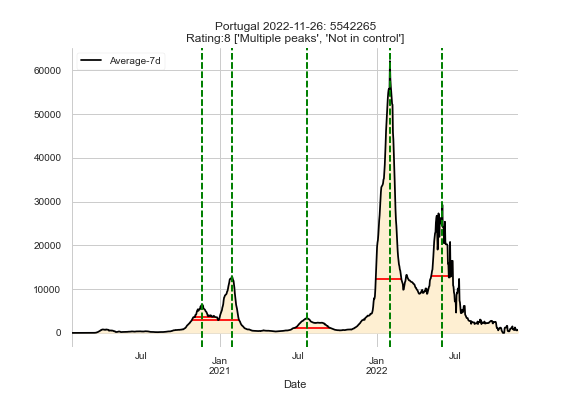 Portugal 2022-11-26: 5542265
Rating:8 ['Multiple peaks', 'Not in control']
Average-7d
60000
50000
40000
30000
20000
10000
0
Jul
Jan
2021
Jul
Jan
2022
Jul
Date